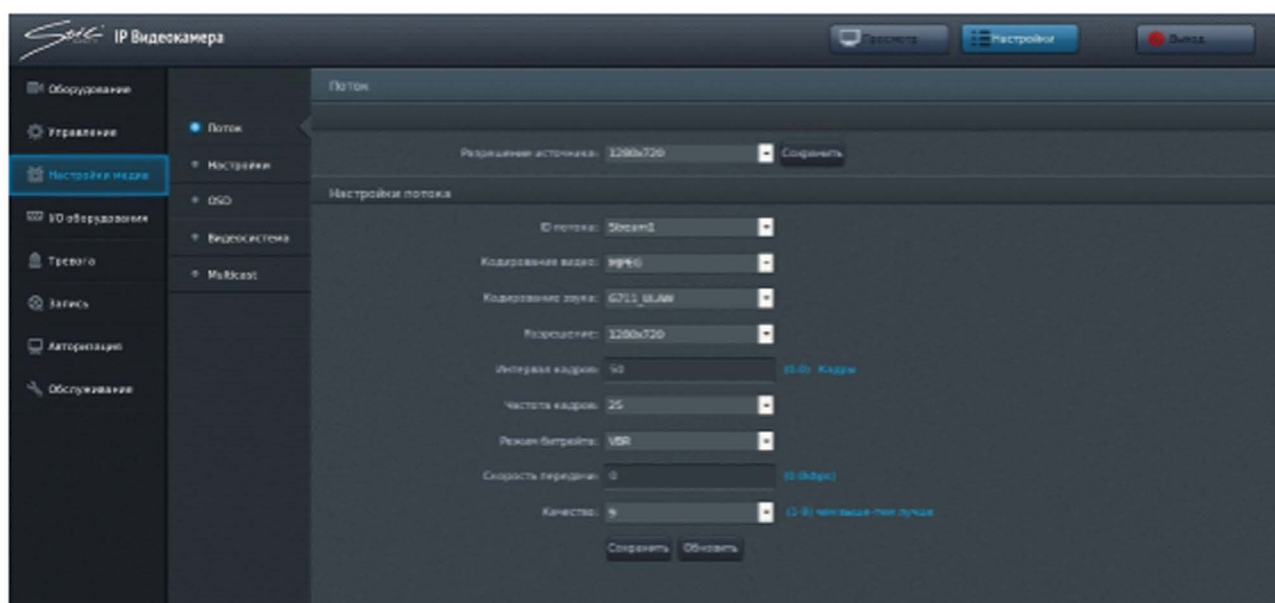 IP Видеокамера
Просмотр
Настройки
Выход
Оборудование
Управление
Настройки медиа
I/O оборудования
Тревога
Запись
Авторизация
Обслуживание
Поток
Настройки
OSD
Видеосистема
Multicast
Поток
Разрешение источника: 1280x720 Сохранить
Настройки потока
ID потока: Stream1
Кодирование видео: MJPEG
Кодирование звука: G711_ULAW
Разрешение: 1280x720
Интервал кадров: 50 Кадры
Частота кадров: 25
Режим битрейта: VBR
Скорость передачи: 0
Качество: 9 (1-9) чем выше-тем лучше
Сохранить Обновить